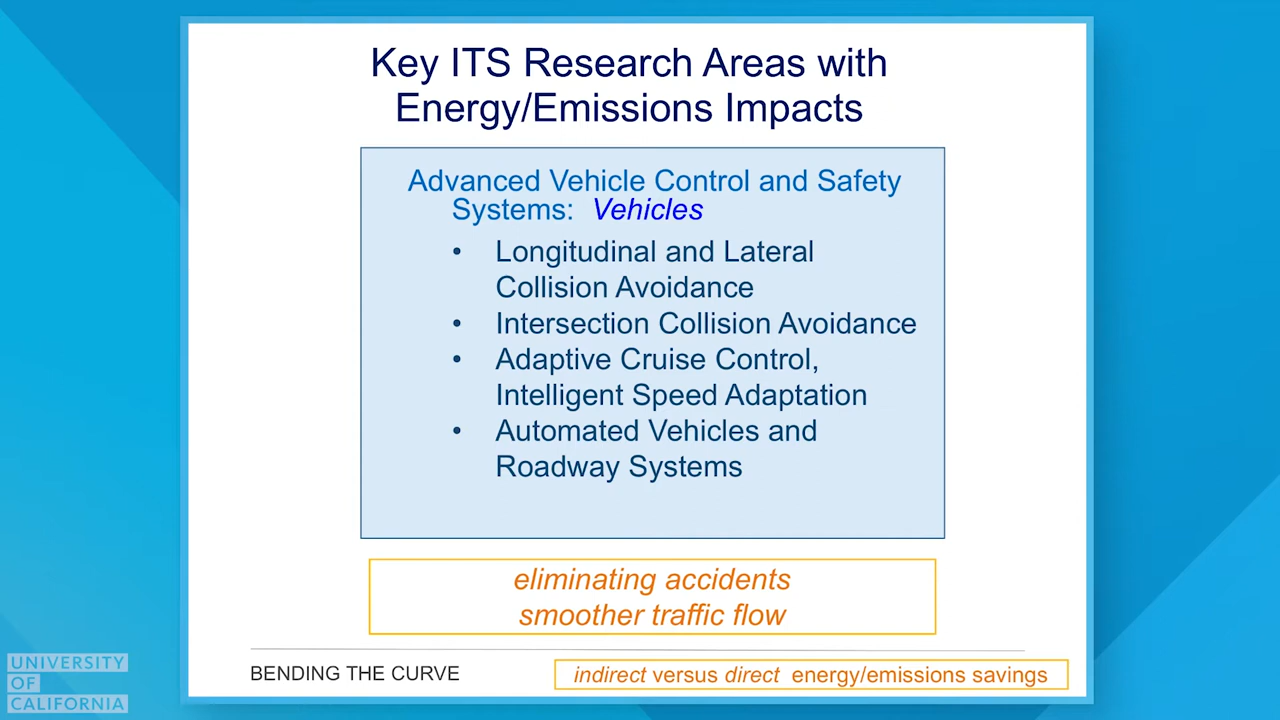 Key ITS Research Areas with
Energy/Emissions Impacts
Advanced Vehicle Control and Safety
Systems: Vehicles
• Longitudinal and Lateral
Collision Avoidance
• Intersection Collision Avoidance
• Adaptive Cruise Control,
Intelligent Speed Adaptation
• Automated Vehicles and
Roadway Systems
eliminating accidents
smoother traffic flow
BENDING THE CURVE
indirect versus direct energy/emissions savings
UNIVERSITY
OF
CALIFORNIA